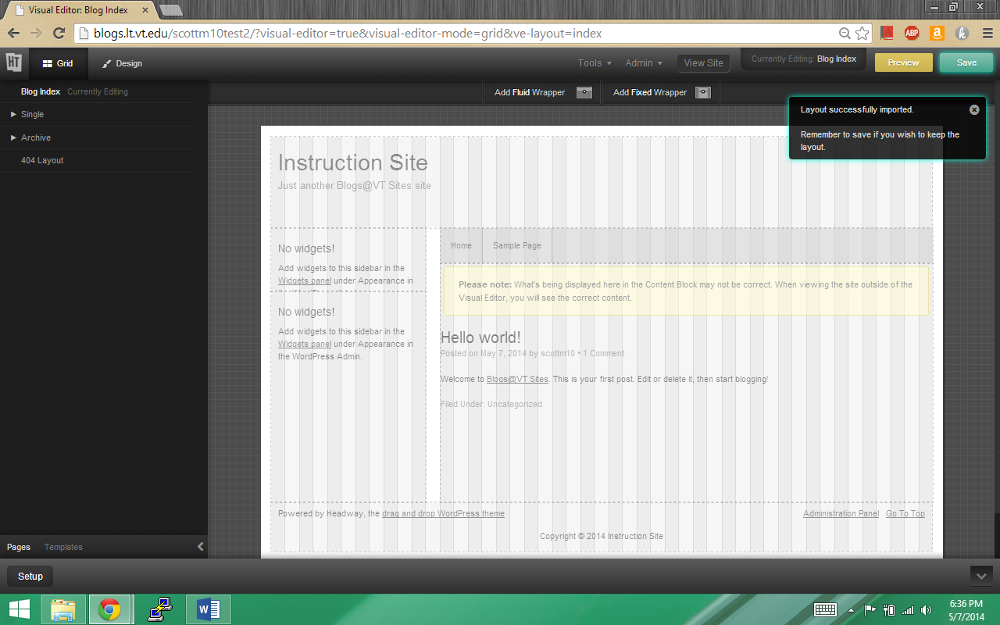 Visual Editor: Blog Index
blogs.lt.vt.edu/scottm10test2/?visual-editor=true&visual-editor-mode=grid&ve-layout=index
ABP
HT
Grid
Design
Tools
Admin
View Site
Currently Editing: Blog Index
Preview
Save
Blog Index Currently Editing
Single
Archive
404 Layout
Add Fluid Wrapper
Add Fixed Wrapper
Layout successfully imported.
Remember to save if you wish to keep the
layout.
Instruction Site
Just another Blogs@VT Sites site
No widgets!
Add widgets to this sidebar in the
Widgets panel under Appearance in
No widgets!
Add widgets to this sidebar in the
Widgets panel under Appearance in
the WordPress Admin.
Home
Sample Page
Please note: What's being displayed here in the Content Block may not be correct. When viewing the site outside of the
Visual Editor, you will see the correct content.
Hello world!
Posted on May 7, 2014 by scottm10 • 1 Comment
Welcome to Blogs@VT Sites. This is your first post. Edit or delete it, then start blogging!
Filed Under: Uncategorized
Powered by Headway, the drag and drop WordPress theme
Administration Panel
Go To Top
Copyright © 2014 Instruction Site
Pages
Templates
Setup
6:36 PM
5/7/2014